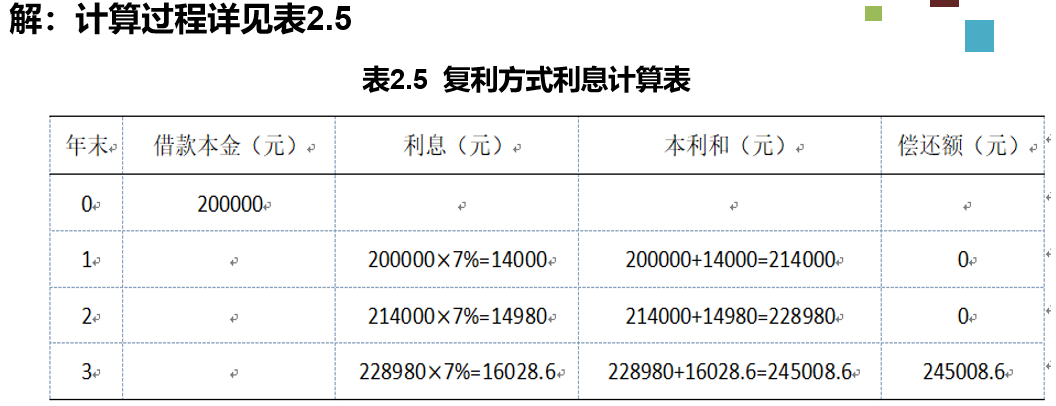 解：计算过程详见表2.5
表2.5 复利方式利息计算表
年末 借款本金（元） 利息（元） 本利和（元） 偿还额（元）
0 200000
1 200000×7%=14000 200000+14000=214000 0
2 214000×7%=14980 214000+14980=228980 0
3 228980×7%=16028.6 228980+16028.6=245008.6 245008.6